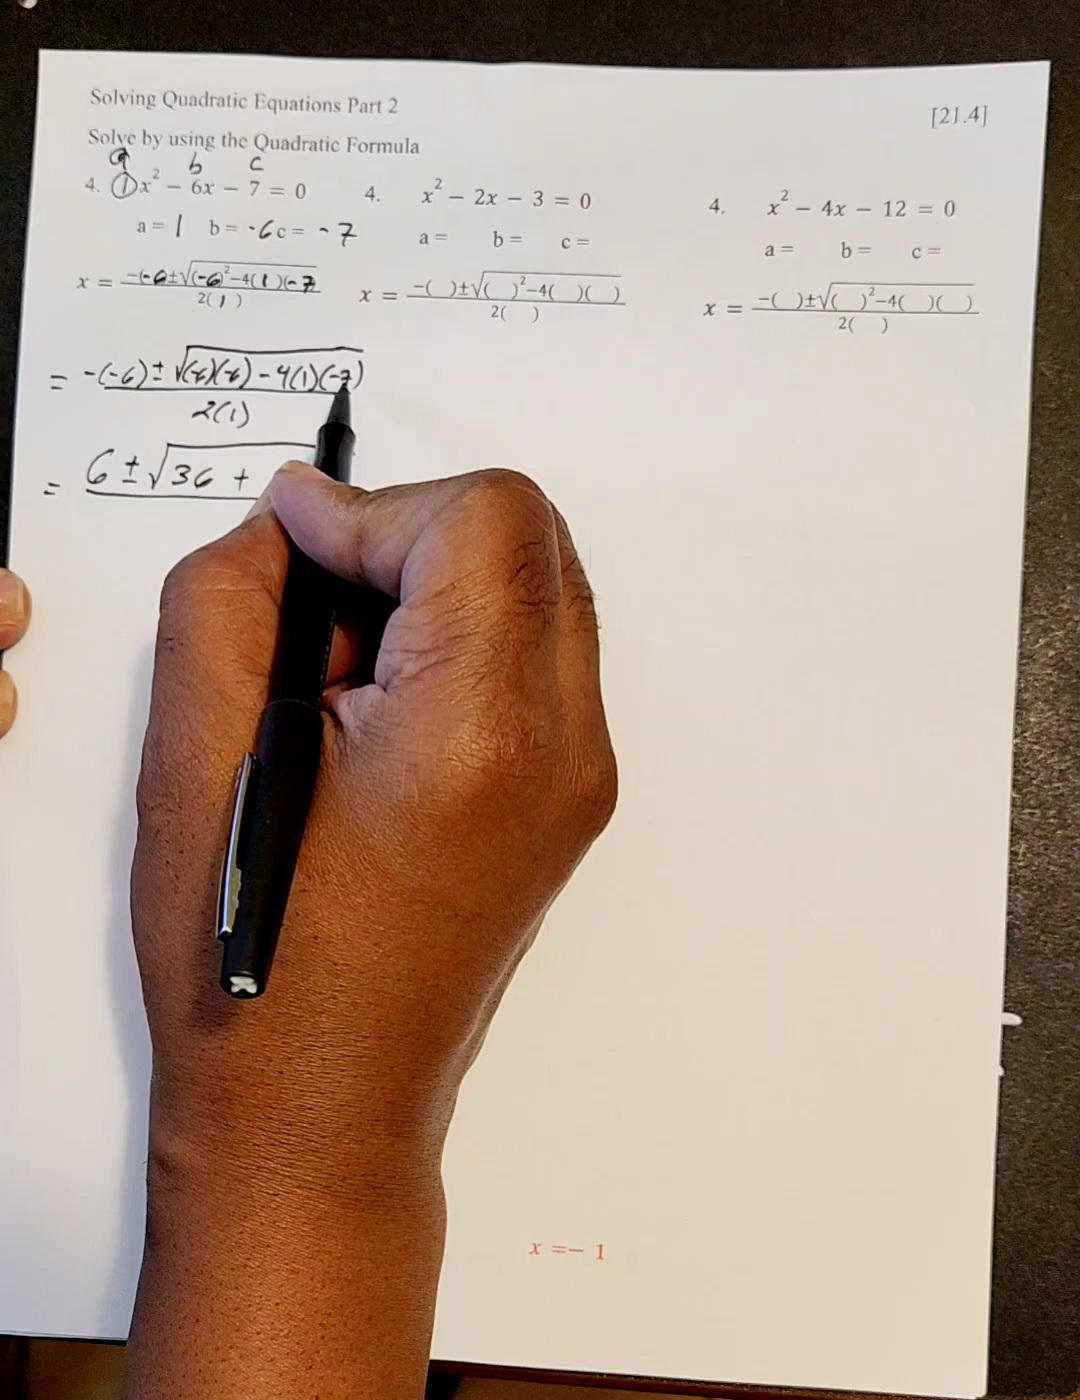 Solving Quadratic Equations Part 2
[21.4]
Solve by using the Quadratic Formula
a b c
4. 1x² − 6x − 7 = 0
a = 1 b = -6 c = -7
x = −(-6 ±√(-6)²−4(1)(-7 / 2(1)
= -(-6) ± √(-6)(-6) - 4(1)(-7) / 2(1)
= 6 ± √36 +
4. x² − 2x − 3 = 0
a = b = c =
x = −( )±√( )²−4( )( ) / 2( )
4. x² − 4x − 12 = 0
a = b = c =
x = −( )±√( )²−4( )( ) / 2( )
x =− 1